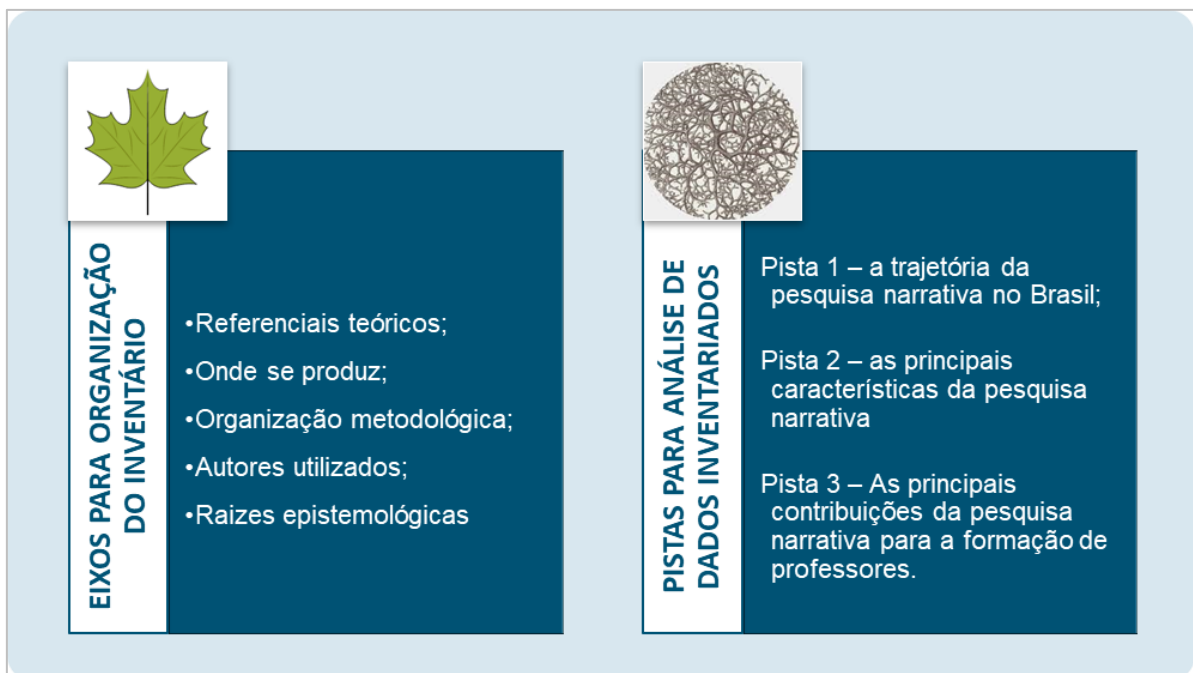 EIXOS PARA ORGANIZAÇÃO
DO INVENTÁRIO
•Referenciais teóricos;
•Onde se produz;
•Organização metodológica;
•Autores utilizados;
•Raizes epistemológicas
PISTAS PARA ANÁLISE DE
DADOS INVENTARIADOS
Pista 1 – a trajetória da
pesquisa narrativa no Brasil;
Pista 2 – as principais
características da pesquisa
narrativa
Pista 3 – As principais
contribuições da pesquisa
narrativa para a formação de
professores.